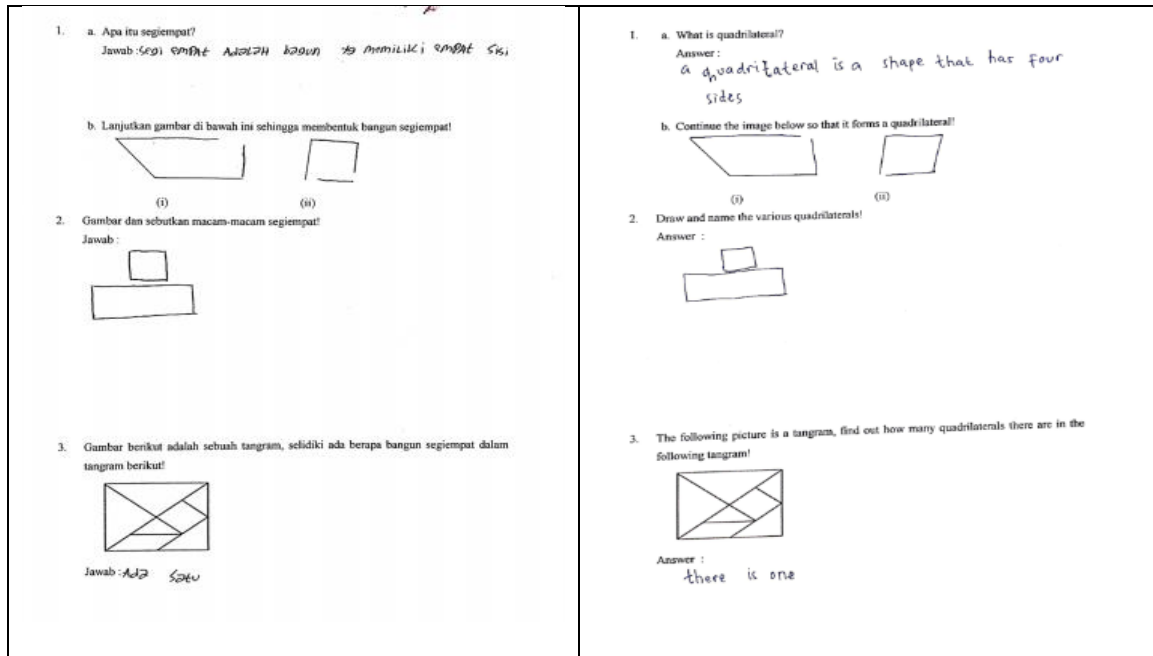 1. a. Apa itu segiempat?
Jawab : Segi empat Adalah bagun yg memiliki empat sisi
b. Lanjutkan gambar di bawah ini sehingga membentuk bangun segiempat!
(i) (ii)
2. Gambar dan sebutkan macam-macam segiempat!
Jawab :
3. Gambar berikut adalah sebuah tangram, selidiki ada berapa bangun segiempat dalam
tangram berikut!
Jawab : Ada satu
1. a. What is quadrilateral?
Answer :
a quadrilateral is a shape that has four
sides
b. Continue the image below so that it forms a quadrilateral!
(i) (ii)
2. Draw and name the various quadrilaterals!
Answer :
3. The following picture is a tangram, find out how many quadrilaterals there are in the
following tangram!
Answer :
there is one